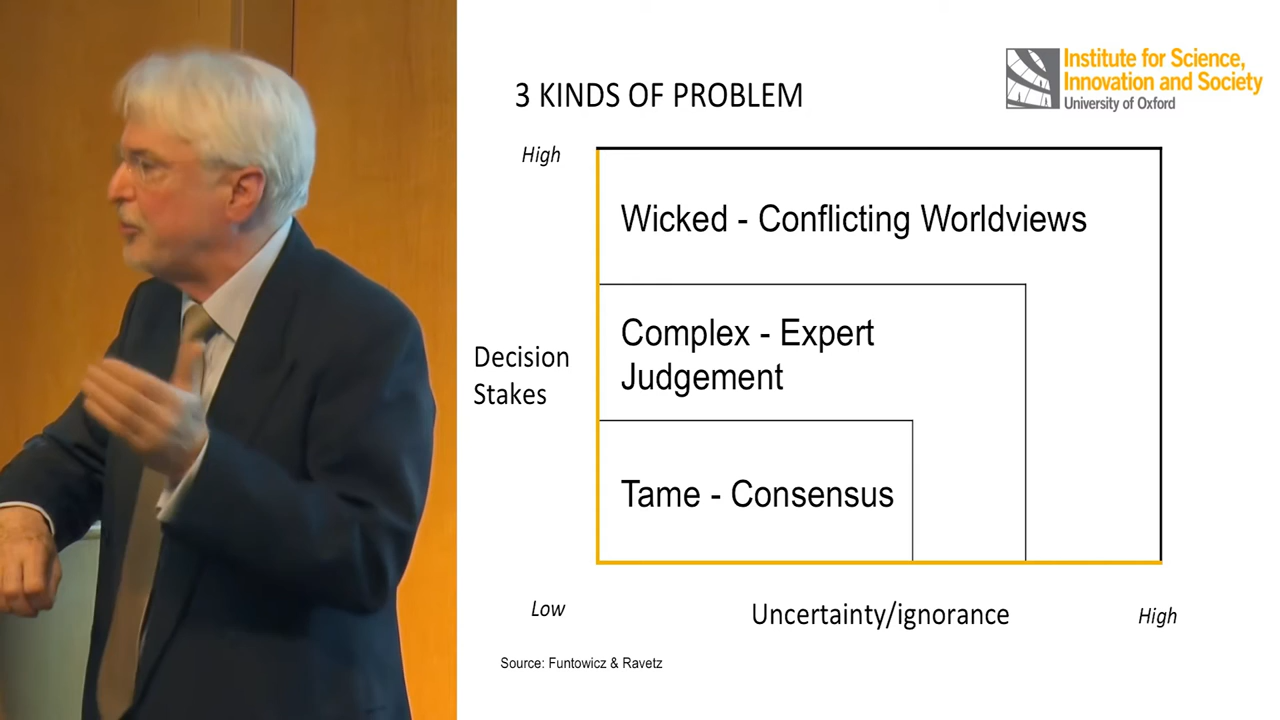 3 KINDS OF PROBLEM
Institute for Science,
Innovation and Society
University of Oxford
High
Wicked - Conflicting Worldviews
Complex - Expert
Judgement
Decision
Stakes
Tame - Consensus
Low
Uncertainty/ignorance
High
Source: Funtowicz & Ravetz